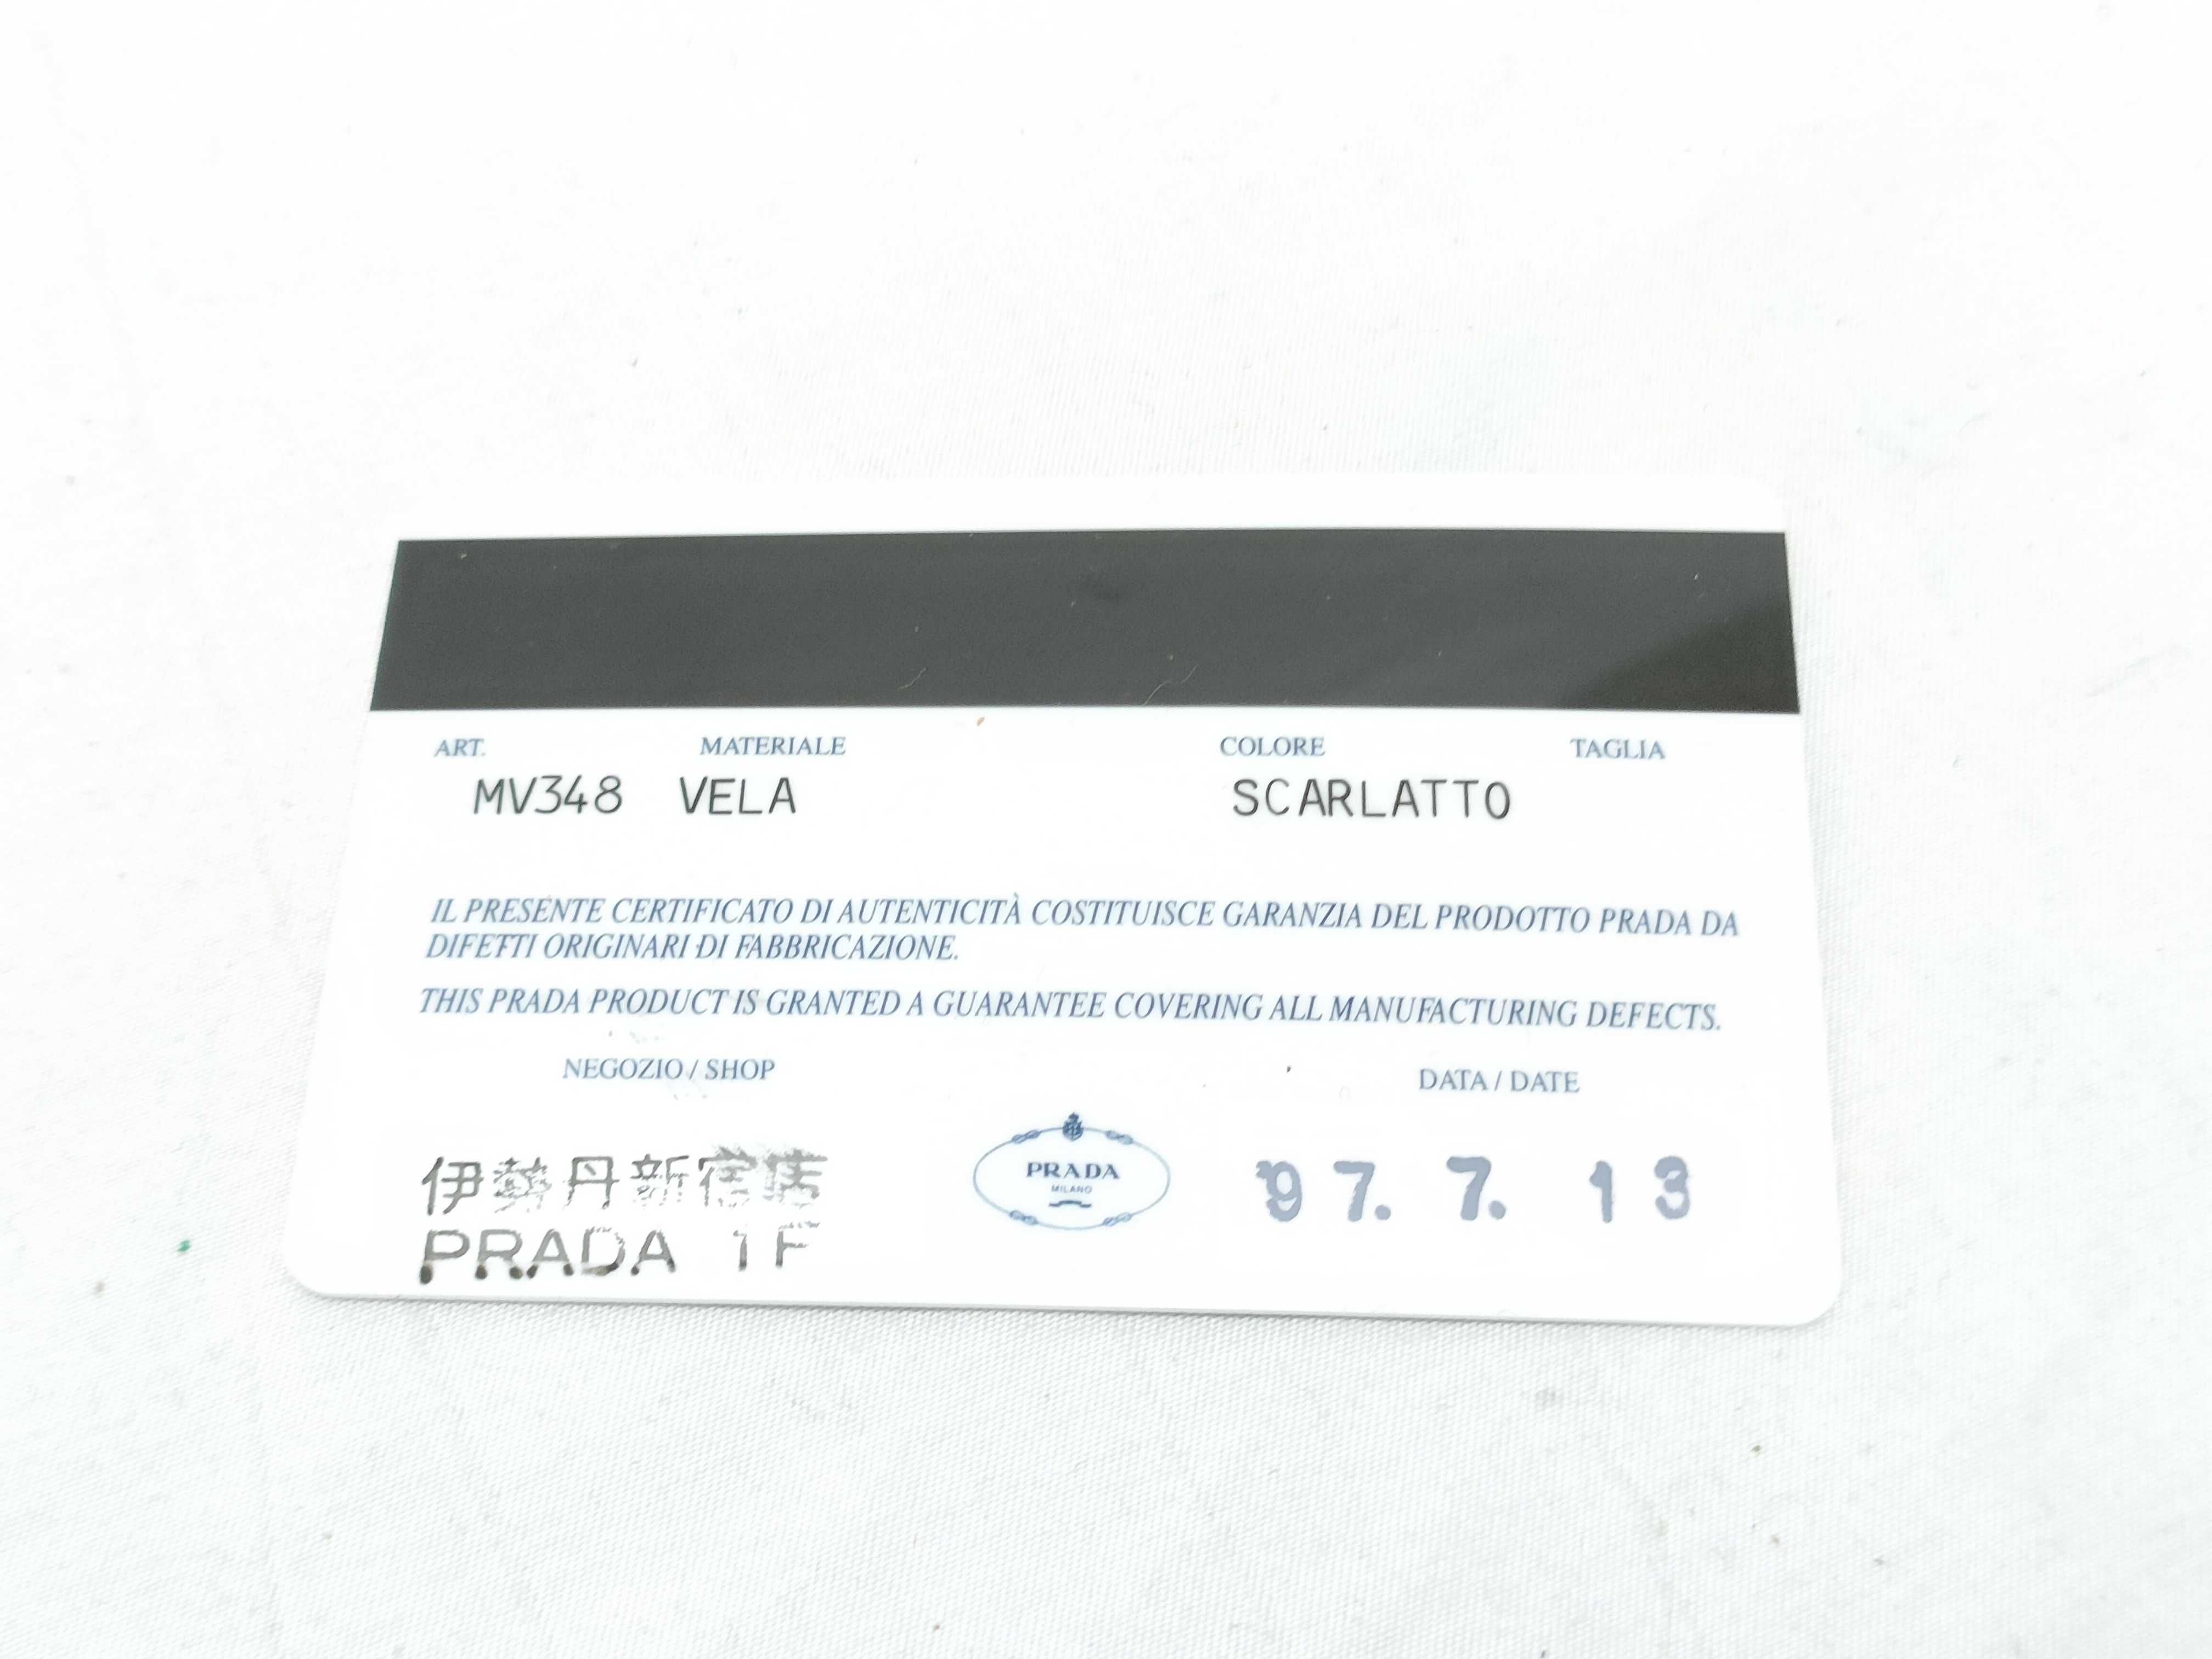 ART. MATERIALE COLORE TAGLIA
MV348 VELA SCARLATTO
IL PRESENTE CERTIFICATO DI AUTENTICITÀ COSTITUISCE GARANZIA DEL PRODOTTO PRADA DA
DIFETTI ORIGINARI DI FABBRICAZIONE.
THIS PRADA PRODUCT IS GRANTED A GUARANTEE COVERING ALL MANUFACTURING DEFECTS.
NEGOZIO / SHOP DATA / DATE
伊勢丹新宿店
PRADA 1F
PRADA
MILANO
97. 7. 13